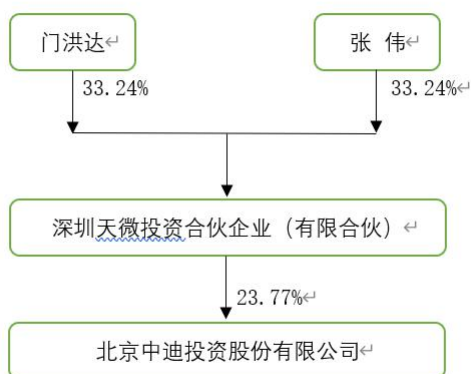 门洪达
张 伟
33.24%
33.24%
深圳天微投资合伙企业（有限合伙）
23.77%
北京中迪投资股份有限公司